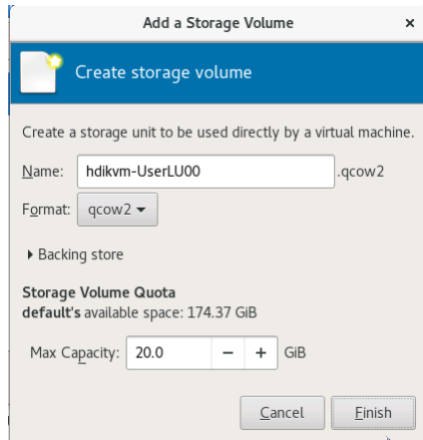 Add a Storage Volume ×
Create storage volume
Create a storage unit to be used directly by a virtual machine.
Name: hdikvm-UserLU00 .qcow2
Format: qcow2
Backing store
Storage Volume Quota
default's available space: 174.37 GiB
Max Capacity: 20.0 − + GiB
Cancel Finish